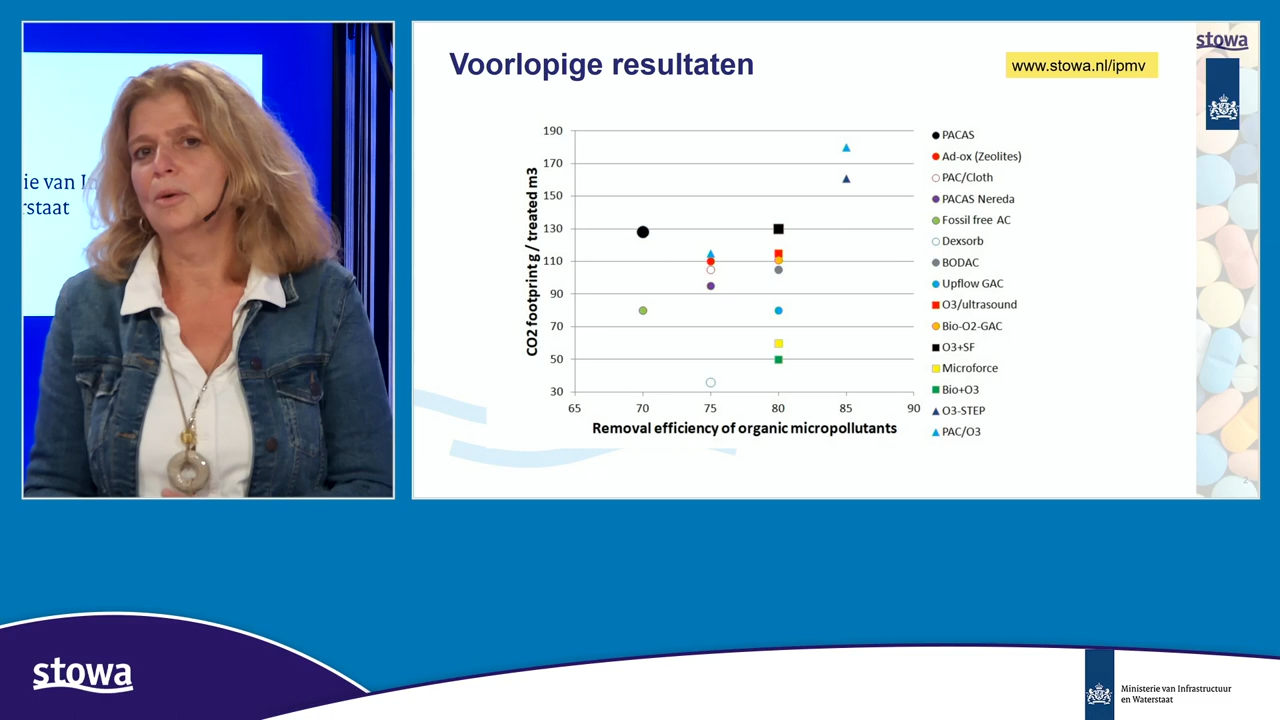 ie van In
rstaat
Voorlopige resultaten
www.stowa.nl/ipmv
stowa
CO2 footprintg / treated m3
190
170
150
130
110
90
70
50
30
65 70 75 80 85 90
Removal efficiency of organic micropollutants
PACAS
Ad-ox (Zeolites)
PAC/Cloth
PACAS Nereda
Fossil free AC
Dexsorb
BODAC
Upflow GAC
O3/ultrasound
Bio-O2-GAC
O3+SF
Microforce
Bio+O3
O3-STEP
PAC/O3
2
stowa
Ministerie van Infrastructuur
en Waterstaat